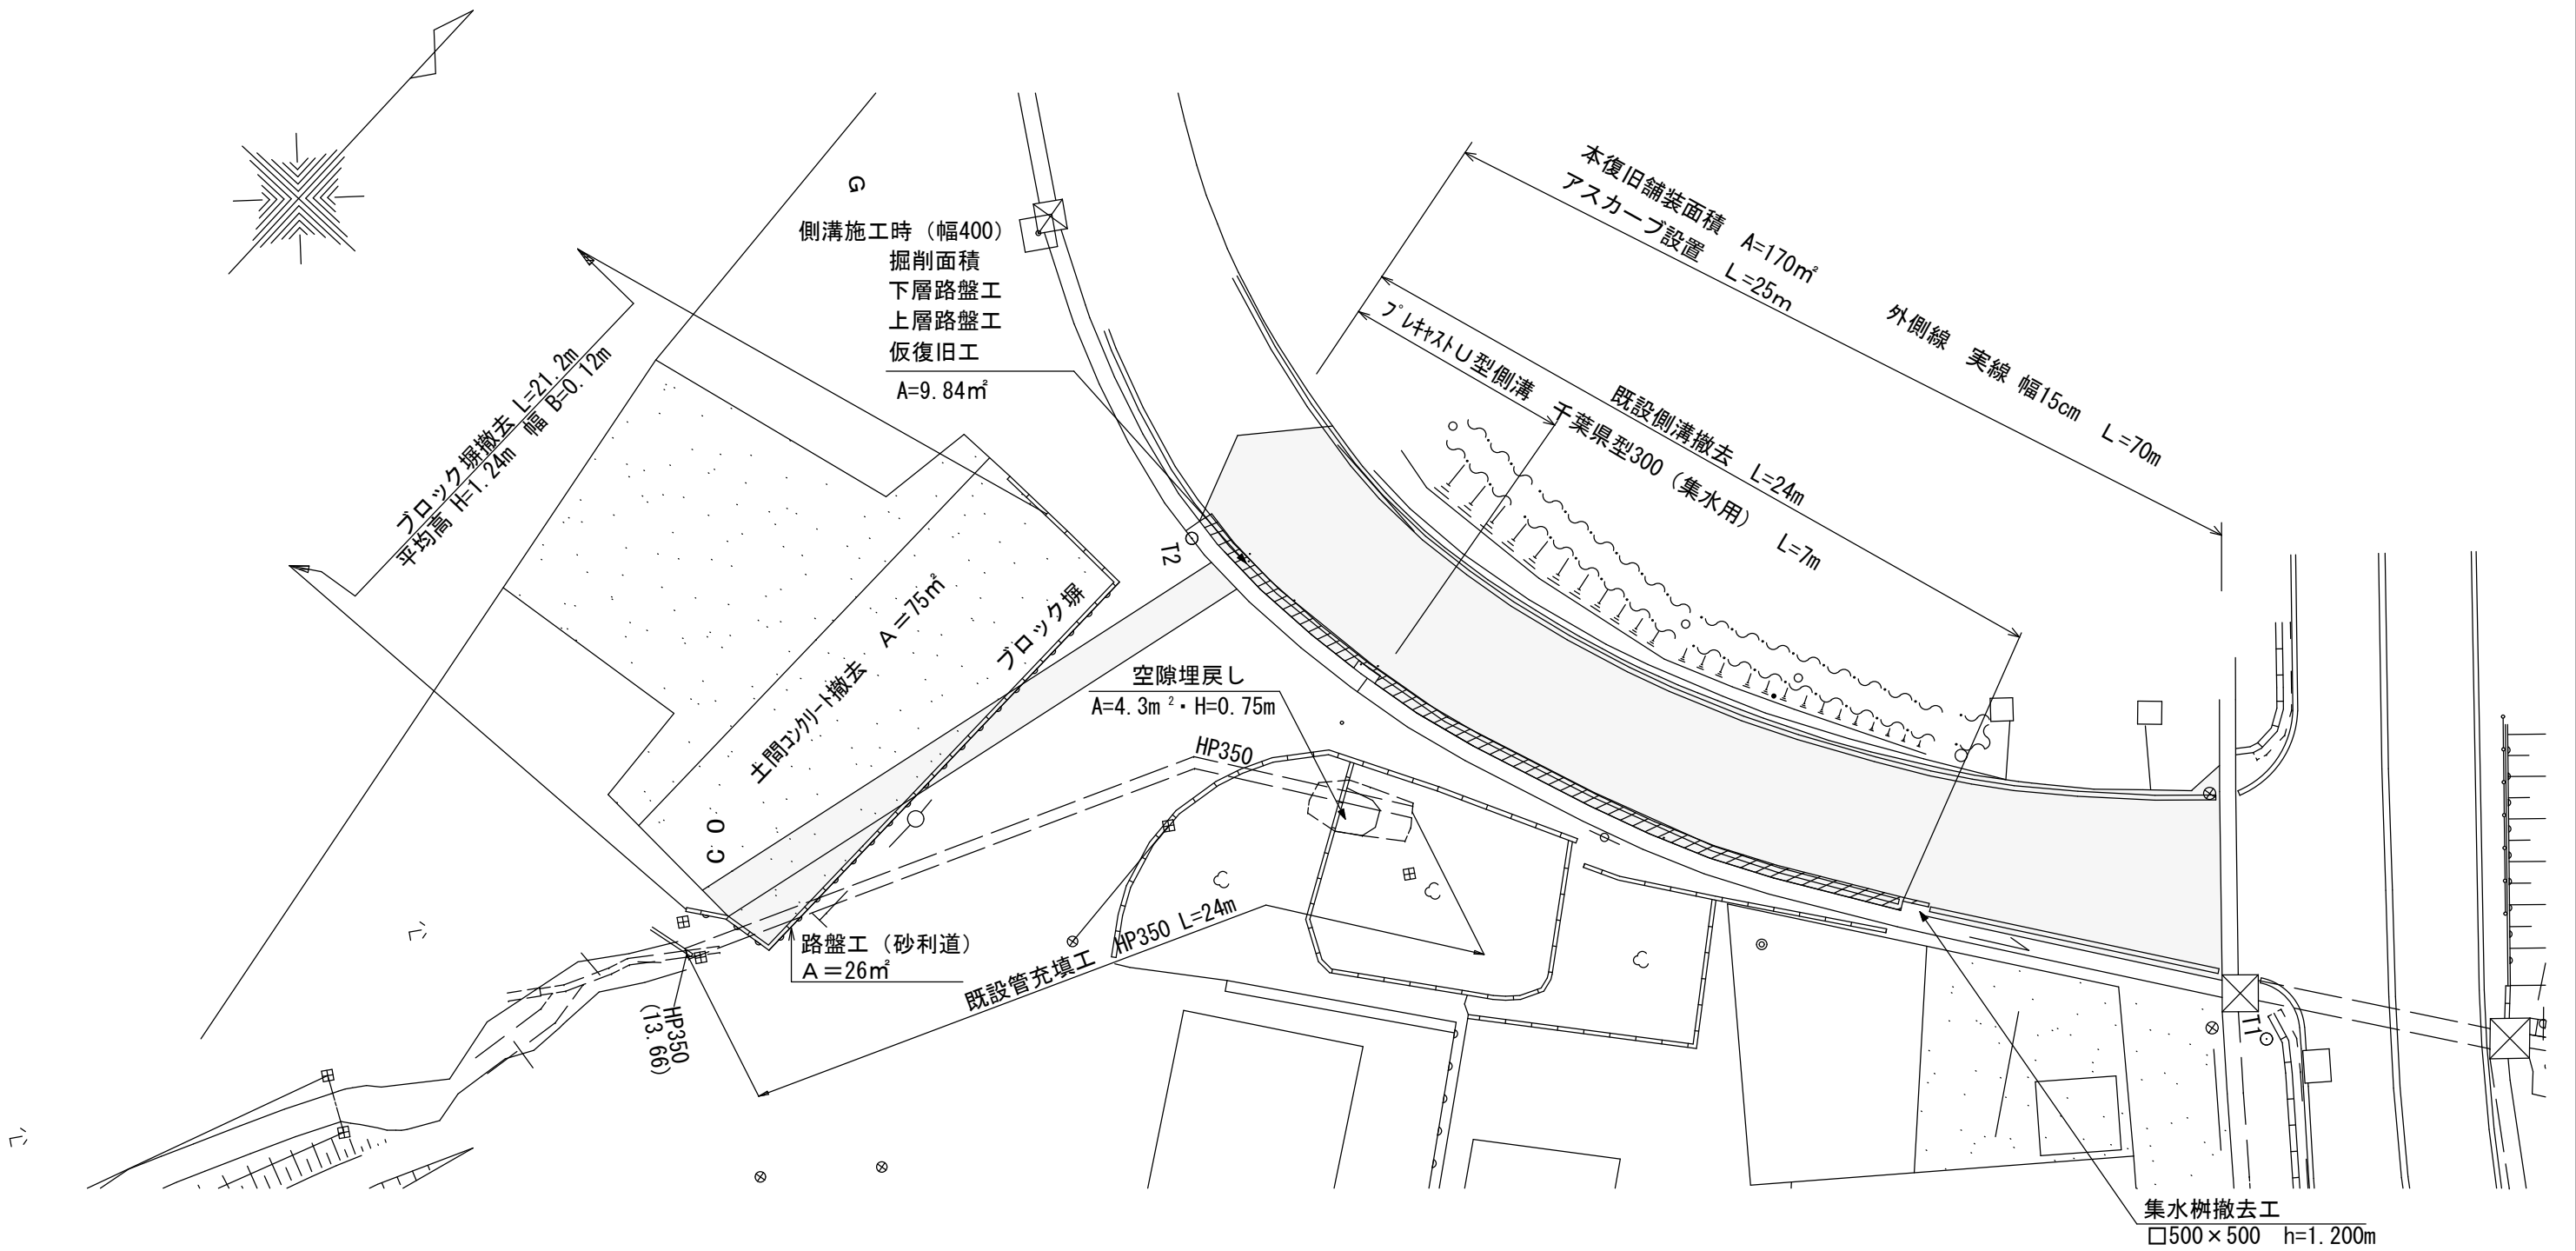 本復旧舗装面積　A=170㎡
アスカーブ設置　L=25m
外側線　実線 幅15cm　L=70m
G
側溝施工時（幅400）
掘削面積
下層路盤工
上層路盤工
仮復旧工
A=9.84㎡
プレキャストU型側溝　千葉県型300（集水用）　L=7m
既設側溝撤去　L=24m
ブロック塀撤去 L=21.2m
平均高 H=1.24m　幅 B=0.12m
T2
土間コンクリート撤去　A=75㎡
ブロック塀
空隙埋戻し
A=4.3m²・H=0.75m
HP350
CO
路盤工（砂利道）
A=26㎡
既設管充填工　HP350 L=24m
HP350
(13.66)
T1
集水桝撤去工
□500×500　h=1.200m